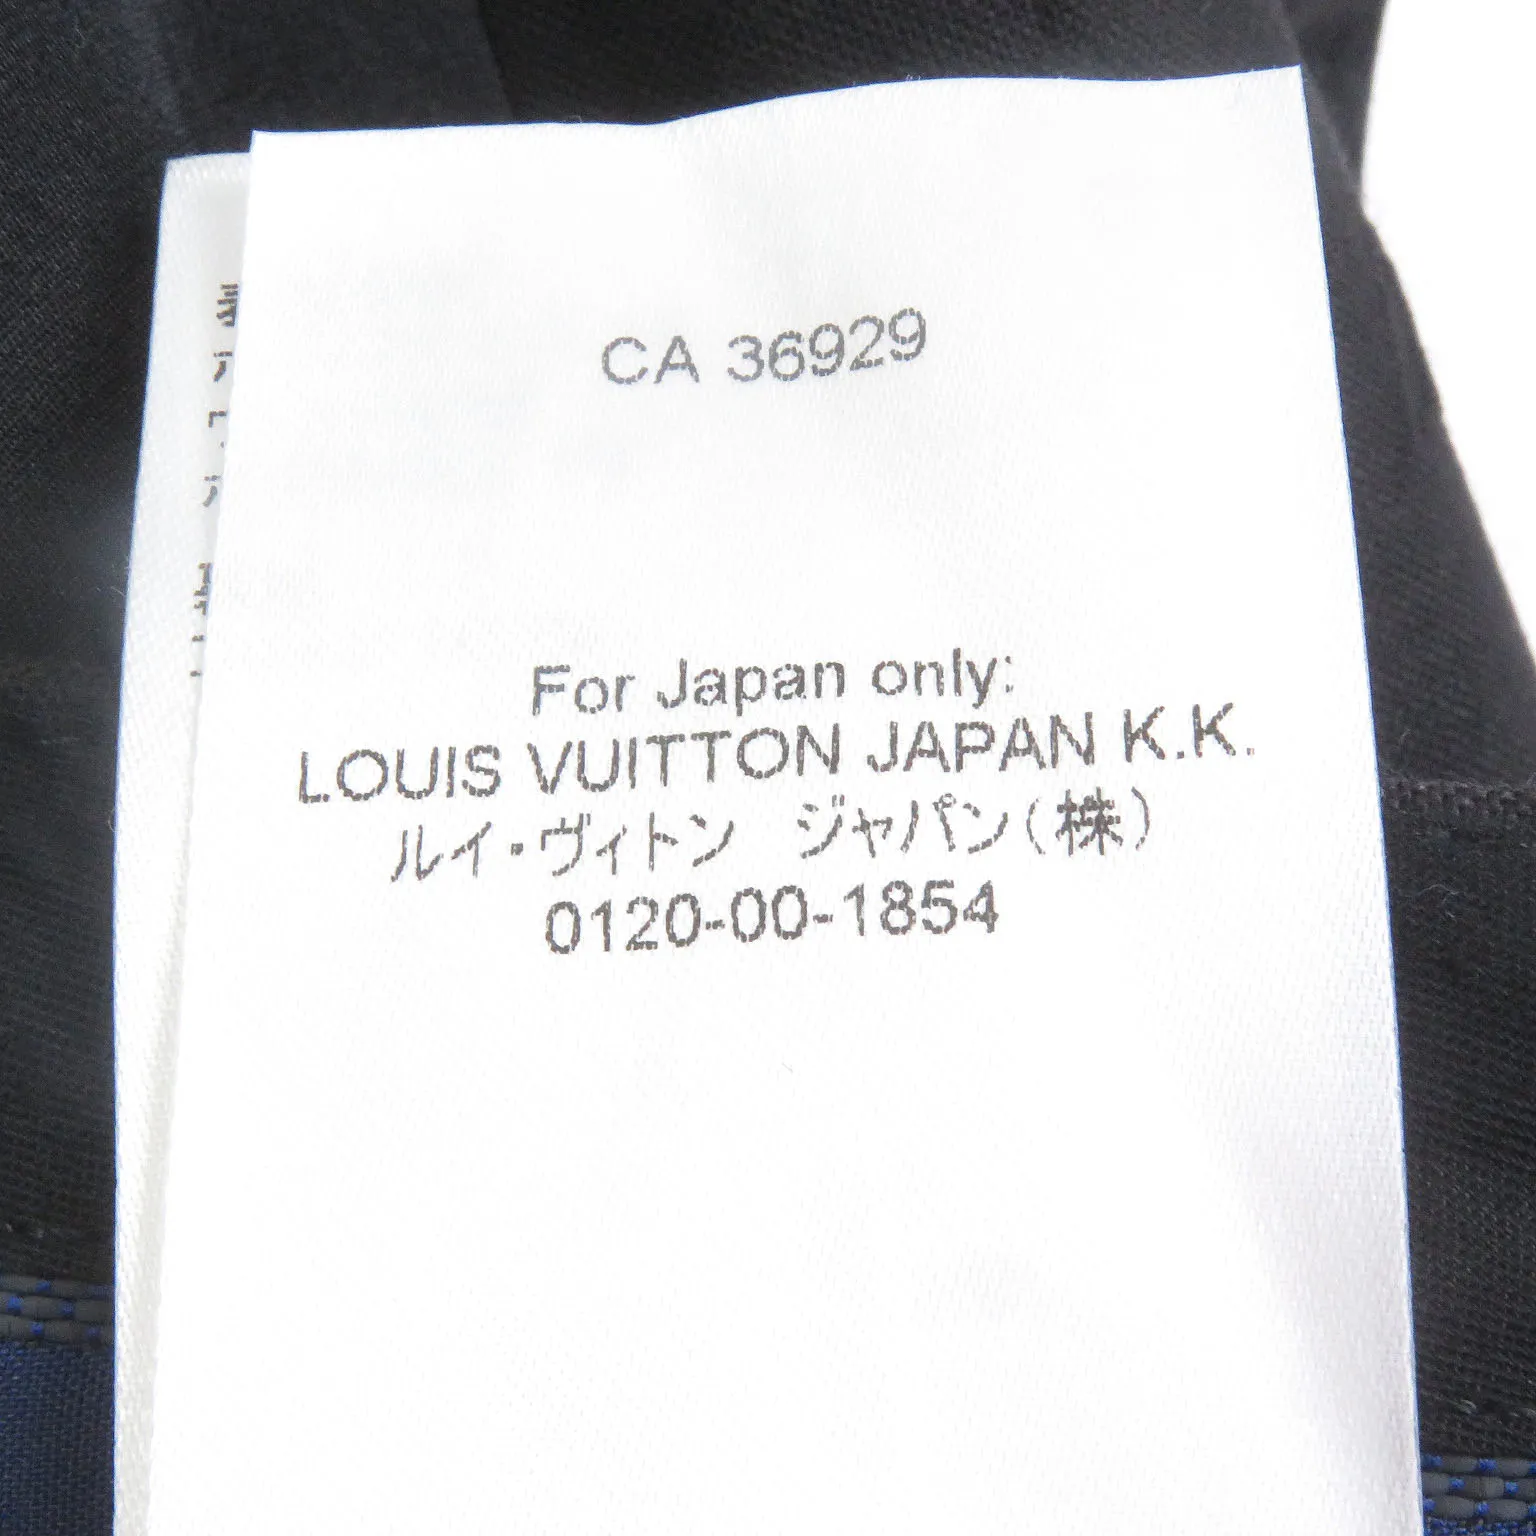 CA 36929
For Japan only:
LOUIS VUITTON JAPAN K.K.
ルイ・ヴィトン　ジャパン(株)
0120-00-1854